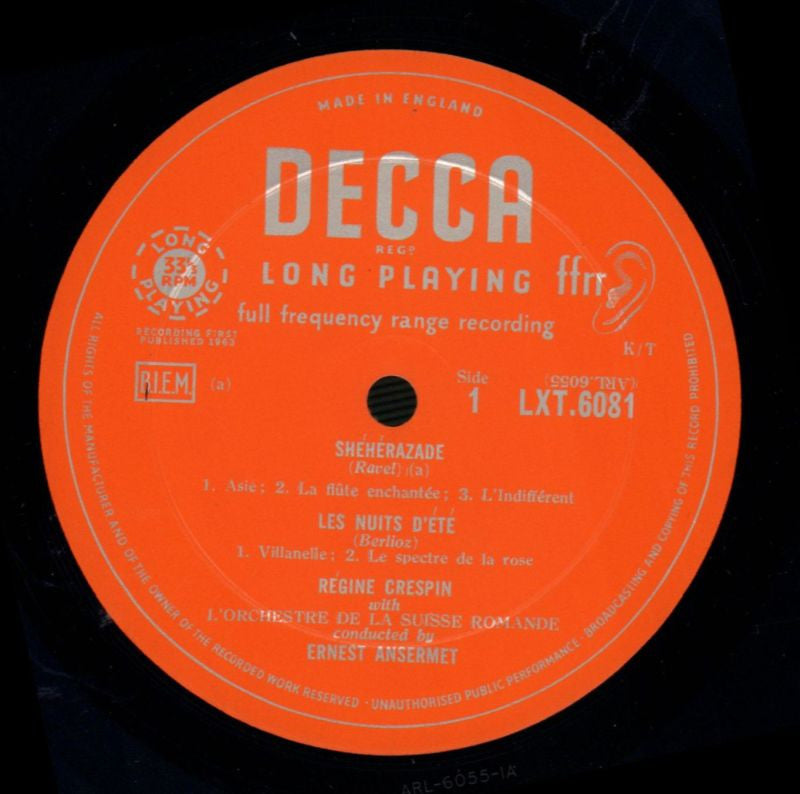 MADE IN ENGLAND
DECCA
REGD
LONG PLAYING ffrr
full frequency range recording
LONG
33⅓
RPM
PLAYING
RECORDING FIRST
PUBLISHED 1963
K/T
B.I.E.M. (a)
Side
1
(ARL.6055)
LXT.6081
SHÉHÉRAZADE
(Ravel) (a)
1. Asie; 2. La flûte enchantée; 3. L'Indifférent
LES NUITS D'ÉTÉ
(Berlioz)
1. Villanelle; 2. Le spectre de la rose
REGINE CRESPIN
with
L'ORCHESTRE DE LA SUISSE ROMANDE
conducted by
ERNEST ANSERMET
ALL RIGHTS OF THE MANUFACTURER AND OF THE OWNER OF THE RECORDED WORK RESERVED · UNAUTHORISED PUBLIC PERFORMANCE · BROADCASTING AND COPYING OF THIS RECORD PROHIBITED
ARL-6055-1A